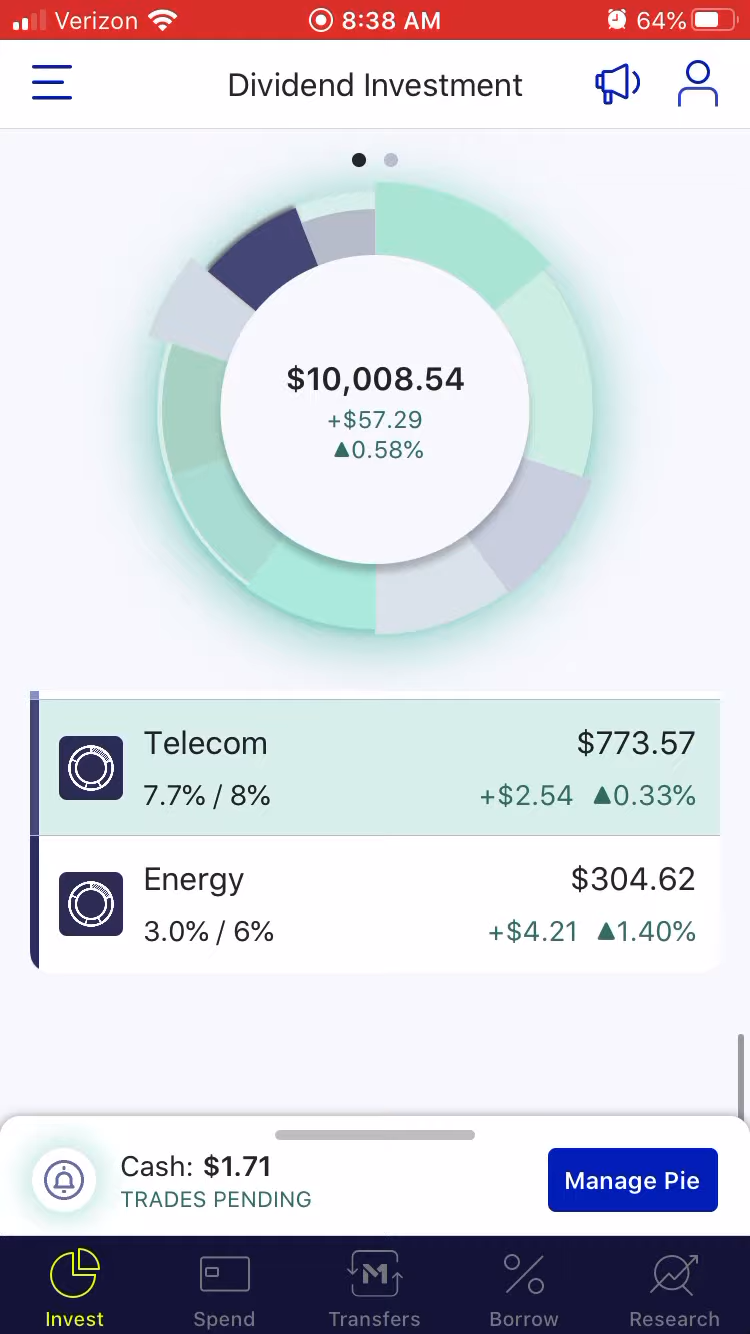 Verizon 8:38 AM 64%
Dividend Investment
$10,008.54
+$57.29
▲0.58%
Telecom $773.57
7.7% / 8% +$2.54 ▲0.33%
Energy $304.62
3.0% / 6% +$4.21 ▲1.40%
Cash: $1.71
TRADES PENDING
Manage Pie
M
Invest Spend Transfers Borrow Research